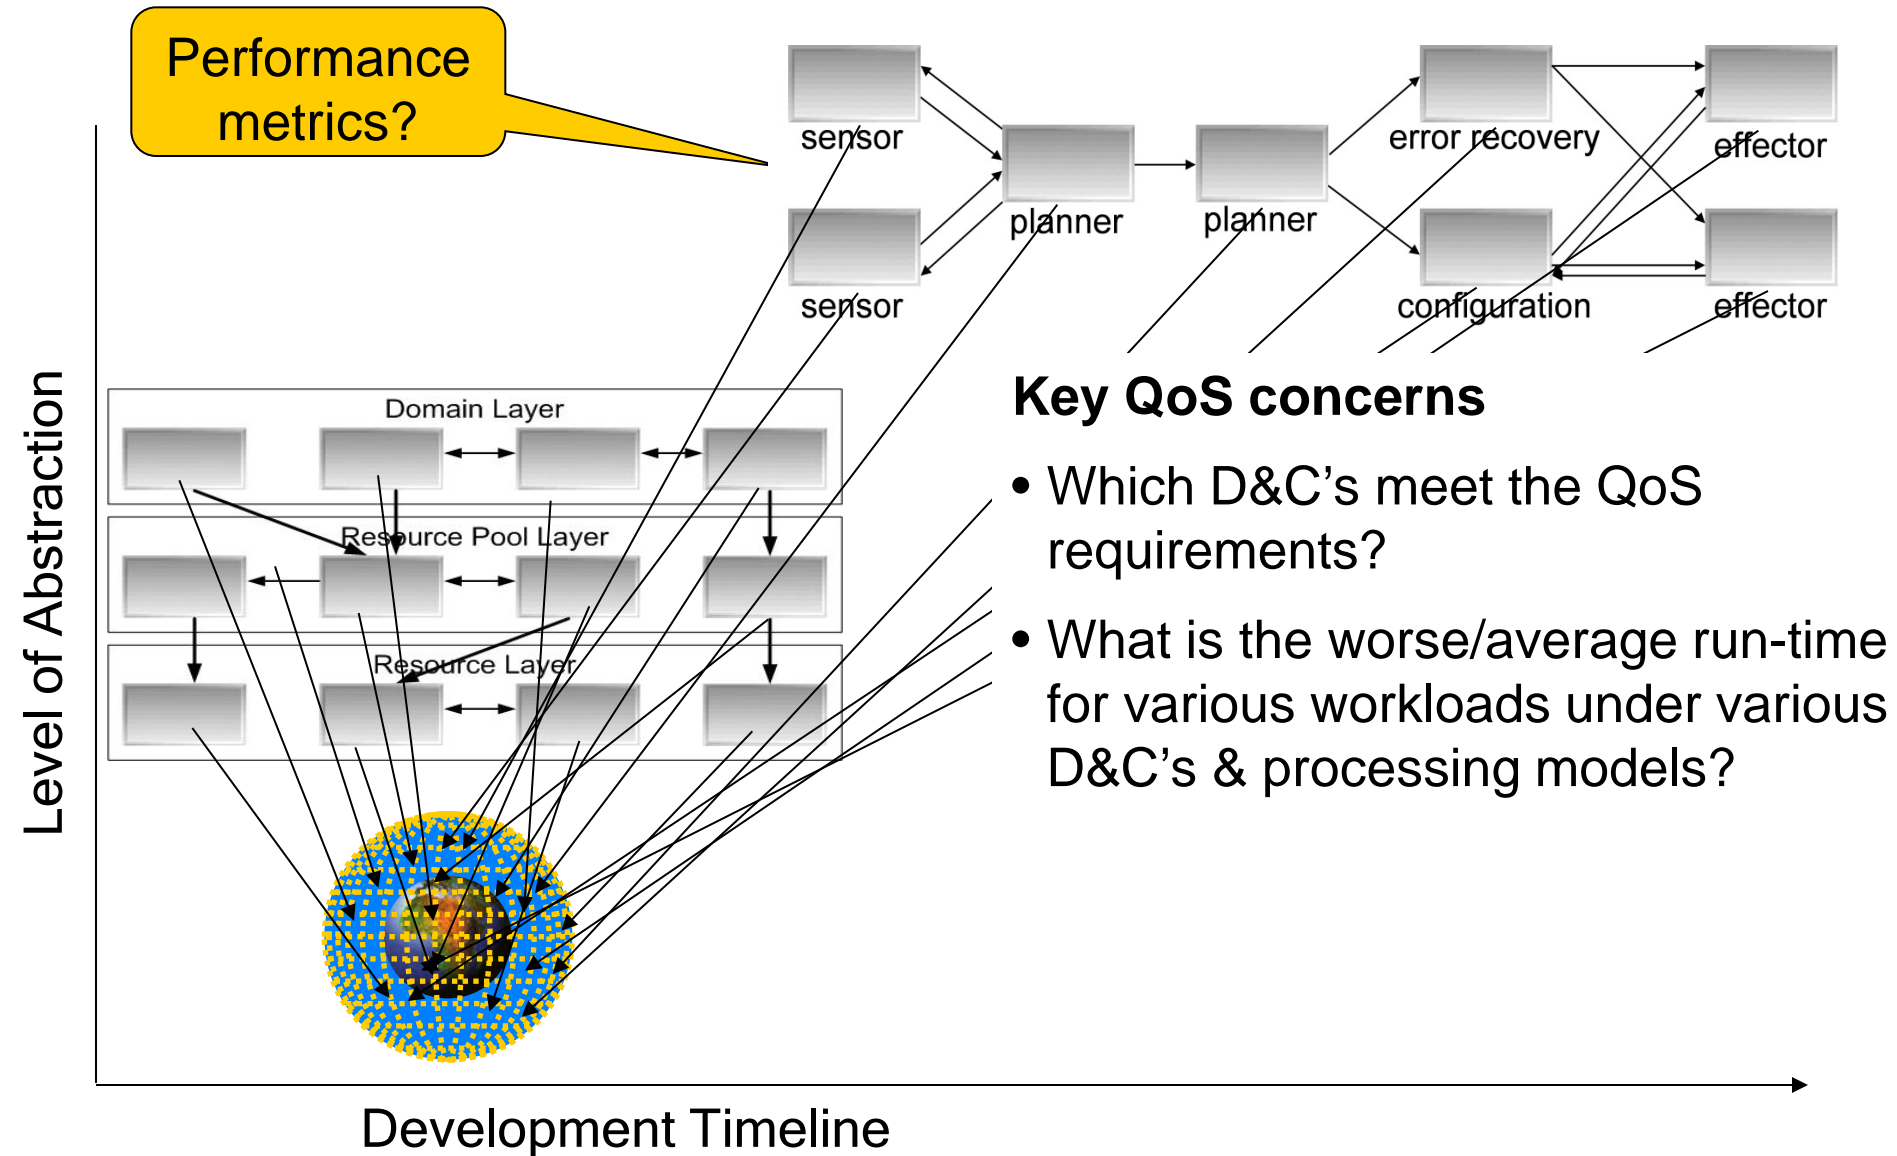 Performance
metrics?
sensor
sensor
planner
planner
error recovery
configuration
effector
effector
Level of Abstraction
Domain Layer
Resource Pool Layer
Resource Layer
Key QoS concerns
• Which D&C’s meet the QoS
requirements?
• What is the worse/average run-time
for various workloads under various
D&C’s & processing models?
Development Timeline